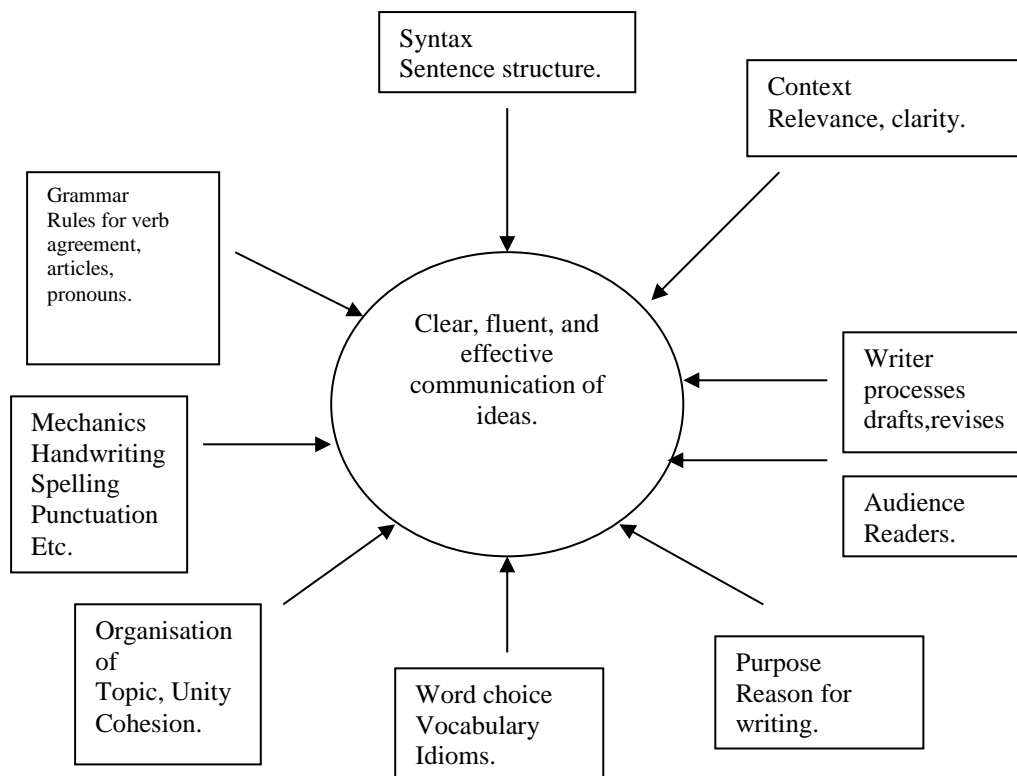 Syntax
Sentence structure.
Context
Relevance, clarity.
Grammar
Rules for verb
agreement,
articles,
pronouns.
Clear, fluent, and
effective
communication of
ideas.
Writer
processes
drafts,revises
Mechanics
Handwriting
Spelling
Punctuation
Etc.
Audience
Readers.
Organisation
of
Topic, Unity
Cohesion.
Word choice
Vocabulary
Idioms.
Purpose
Reason for
writing.